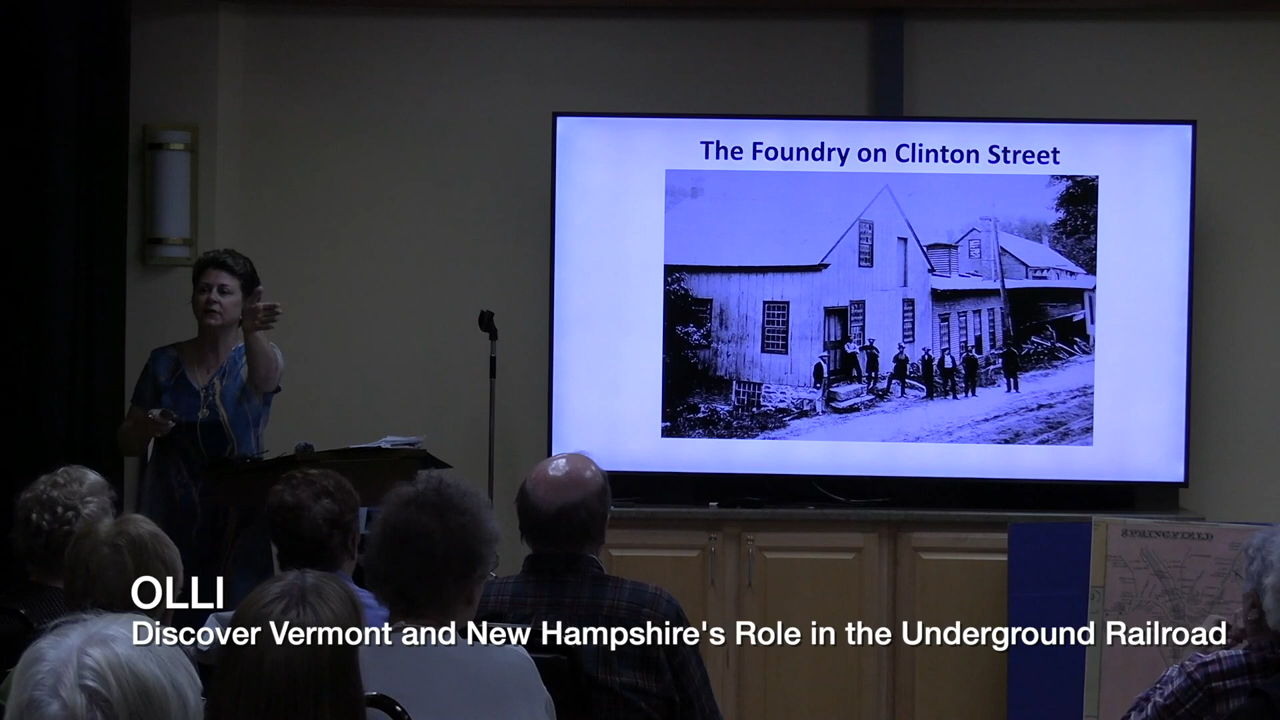 The Foundry on Clinton Street
SPRINGFIELD
OLLI
Discover Vermont and New Hampshire's Role in the Underground Railroad